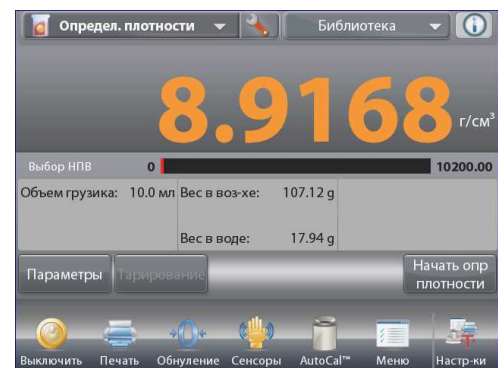 Определ. плотности Библиотека
8.9168 г/см³
Выбор НПВ 0 10200.00
Объем грузика: 10.0 мл Вес в воз-хе: 107.12 g
Вес в воде: 17.94 g
Параметры Тарирование Начать опр плотности
Выключить Печать Обнуление Сенсоры AutoCal™ Меню Настр-ки